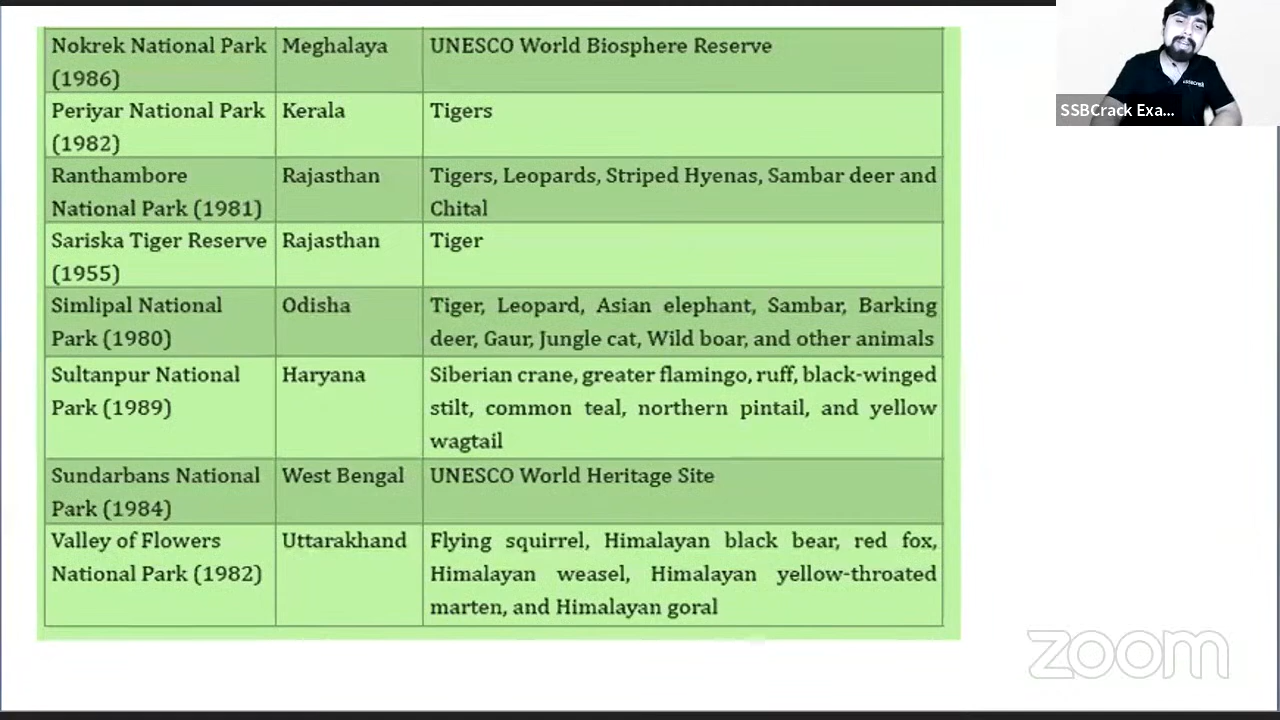 Nokrek National Park Meghalaya UNESCO World Biosphere Reserve
(1986)
Periyar National Park Kerala Tigers
(1982)
Ranthambore Rajasthan Tigers, Leopards, Striped Hyenas, Sambar deer and
National Park (1981) Chital
Sariska Tiger Reserve Rajasthan Tiger
(1955)
Simlipal National Odisha Tiger, Leopard, Asian elephant, Sambar, Barking
Park (1980) deer, Gaur, Jungle cat, Wild boar, and other animals
Sultanpur National Haryana Siberian crane, greater flamingo, ruff, black-winged
Park (1989) stilt, common teal, northern pintail, and yellow
wagtail
Sundarbans National West Bengal UNESCO World Heritage Site
Park (1984)
Valley of Flowers Uttarakhand Flying squirrel, Himalayan black bear, red fox,
National Park (1982) Himalayan weasel, Himalayan yellow-throated
marten, and Himalayan goral
SSBCrack Exa...
zoom